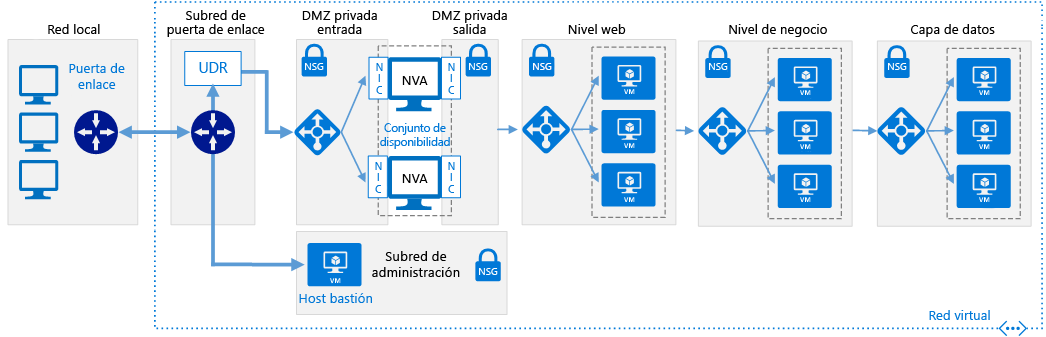 Red local
Puerta de
enlace
Subred de
puerta de enlace
UDR
DMZ privada
entrada
NSG
NIC
NVA
NIC
Conjunto de
disponibilidad
NIC
NVA
NIC
DMZ privada
salida
NSG
Nivel web
NSG
VM
VM
VM
Nivel de negocio
NSG
VM
VM
VM
Capa de datos
NSG
VM
VM
VM
VM
Host bastión
Subred de
administración
NSG
Red virtual